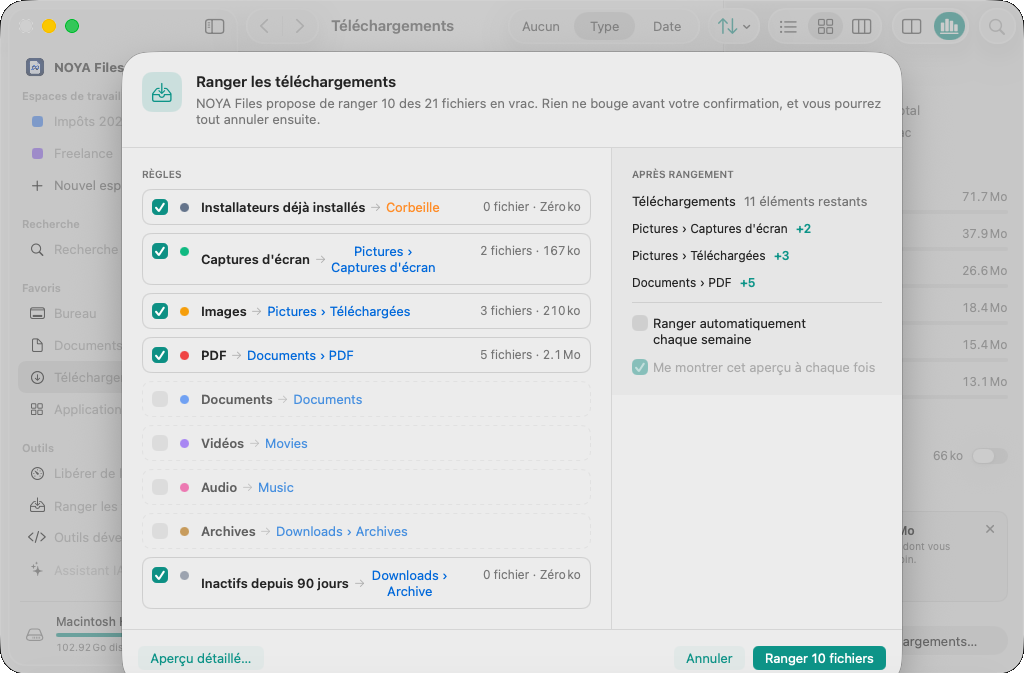 Téléchargements
Aucun
Type
Date
NOYA Files
Espaces de travail
Impôts 202
Freelance
Nouvel esp
Recherche
Recherche
Favoris
Bureau
Documents
Télécharge
Application
Outils
Libérer de l
Ranger les
Outils déve
Assistant IA
Macintosh H
102.92 Go dis
Ranger les téléchargements
NOYA Files propose de ranger 10 des 21 fichiers en vrac. Rien ne bouge avant votre confirmation, et vous pourrez
tout annuler ensuite.
RÈGLES
Installateurs déjà installés → Corbeille 0 fichier · Zéro ko
Captures d'écran → Pictures › 2 fichiers · 167 ko
Captures d'écran
Images → Pictures › Téléchargées 3 fichiers · 210 ko
PDF → Documents › PDF 5 fichiers · 2.1 Mo
Documents → Documents
Vidéos → Movies
Audio → Music
Archives → Downloads › Archives
Inactifs depuis 90 jours → Downloads › 0 fichier · Zéro ko
Archive
APRÈS RANGEMENT
Téléchargements 11 éléments restants
Pictures › Captures d'écran +2
Pictures › Téléchargées +3
Documents › PDF +5
Ranger automatiquement
chaque semaine
Me montrer cet aperçu à chaque fois
Aperçu détaillé...
Annuler
Ranger 10 fichiers
otal
ac
71.7 Mo
37.9 Mo
26.6 Mo
18.4 Mo
15.4 Mo
13.1 Mo
66 ko
Mo
dont vous
oin.
argements...